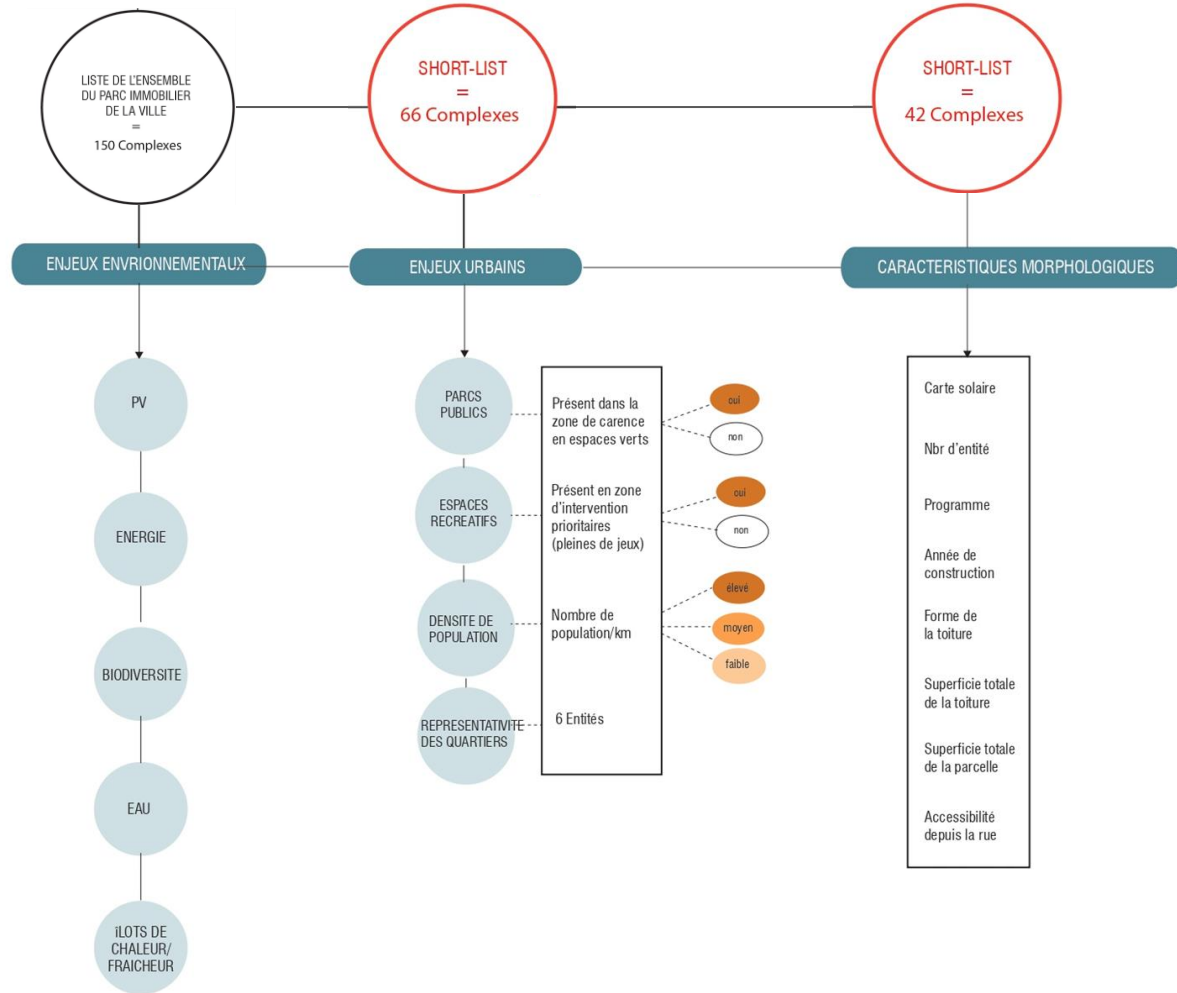 LISTE DE L'ENSEMBLE
DU PARC IMMOBILIER
DE LA VILLE
=
150 Complexes
SHORT-LIST
=
66 Complexes
SHORT-LIST
=
42 Complexes
ENJEUX ENVRIONNEMENTAUX
ENJEUX URBAINS
CARACTERISTIQUES MORPHOLOGIQUES
PV
ENERGIE
BIODIVERSITE
EAU
îLOTS DE
CHALEUR/
FRAICHEUR
PARCS
PUBLICS
Présent dans la
zone de carence
en espaces verts
oui
non
ESPACES
RECREATIFS
Présent en zone
d'intervention
prioritaires
(pleines de jeux)
oui
non
DENSITE DE
POPULATION
Nombre de
population/km
élevé
moyen
faible
REPRESENTATIVITE
DES QUARTIERS
6 Entités
Carte solaire
Nbr d'entité
Programme
Année de
construction
Forme de
la toiture
Superficie totale
de la toiture
Superficie totale
de la parcelle
Accessibilité
depuis la rue